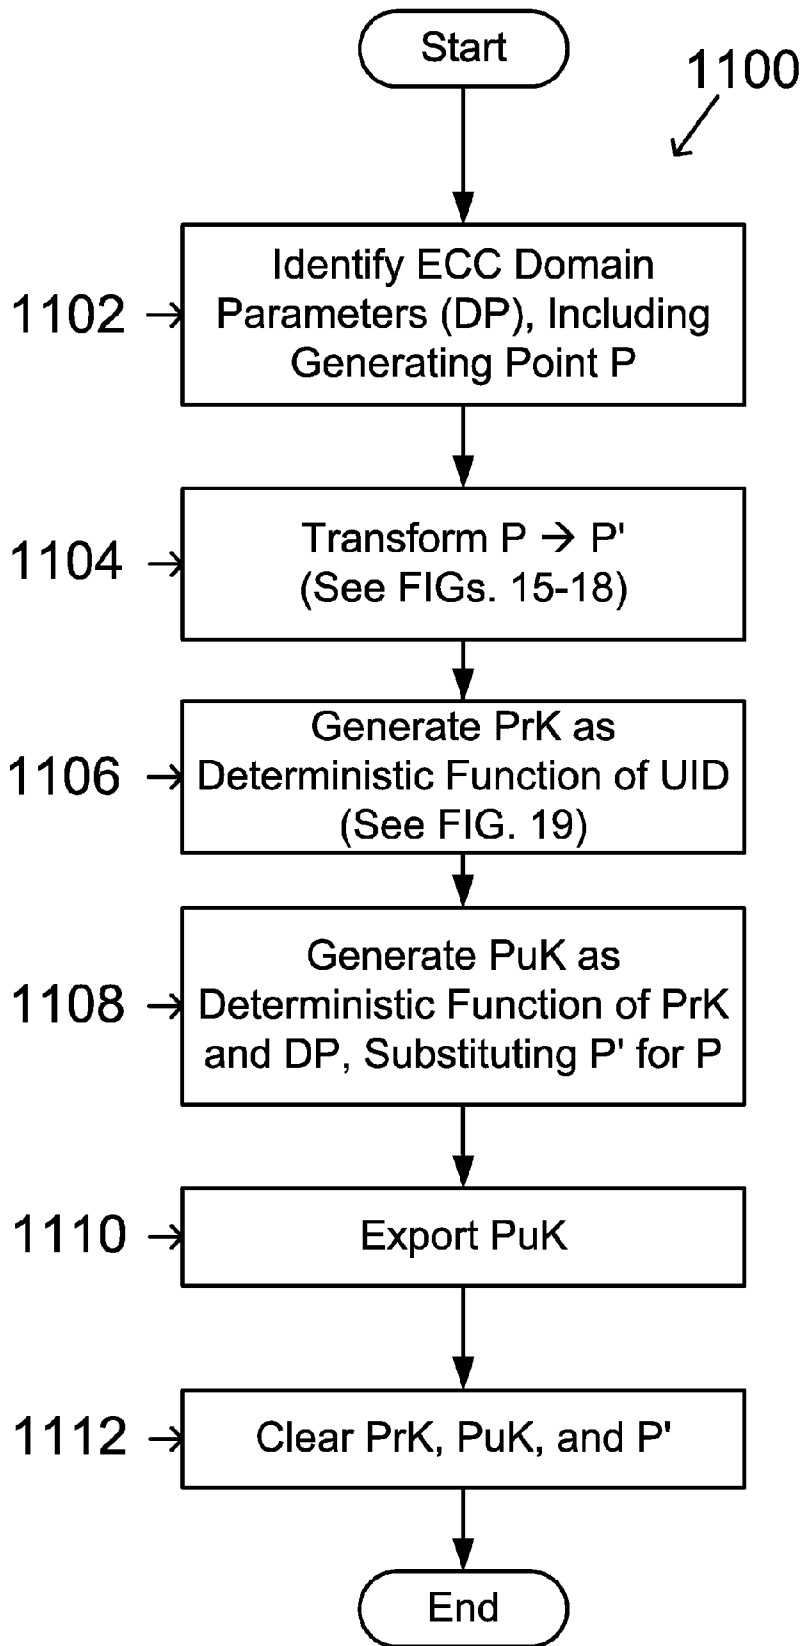 Start
1100
1102
Identify ECC Domain
Parameters (DP), Including
Generating Point P
1104
Transform P → P'
(See FIGs. 15-18)
1106
Generate PrK as
Deterministic Function of UID
(See FIG. 19)
1108
Generate PuK as
Deterministic Function of PrK
and DP, Substituting P' for P
1110
Export PuK
1112
Clear PrK, PuK, and P'
End